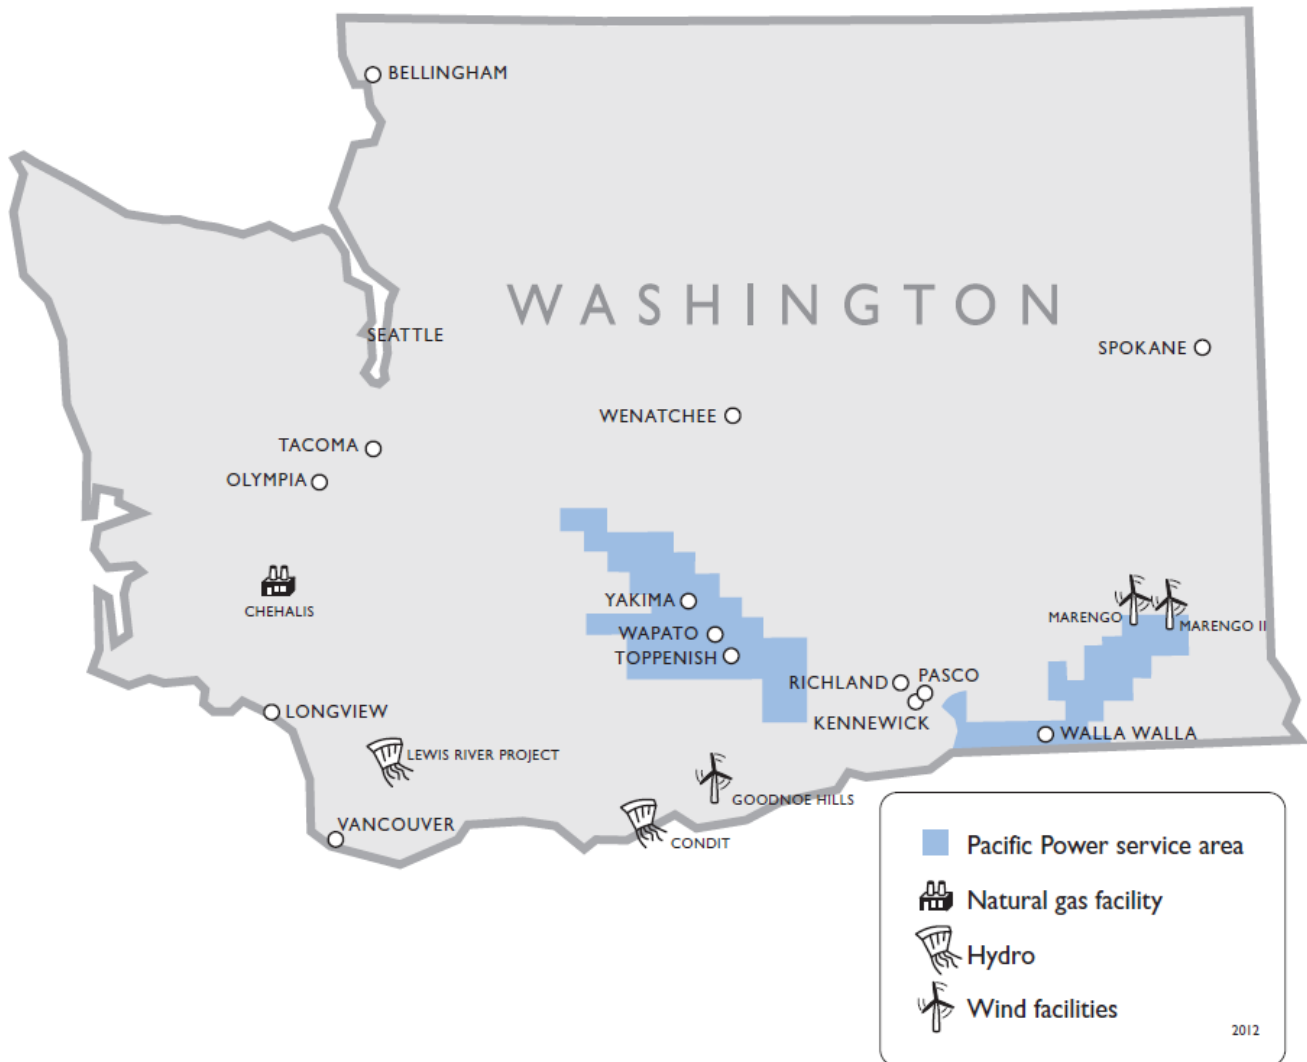 BELLINGHAM
WASHINGTON
SEATTLE
SPOKANE
WENATCHEE
TACOMA
OLYMPIA
CHEHALIS
YAKIMA
WAPATO
TOPPENISH
MARENGO
MARENGO II
RICHLAND
PASCO
KENNEWICK
LONGVIEW
WALLA WALLA
LEWIS RIVER PROJECT
GOODNOE HILLS
VANCOUVER
CONDIT
Pacific Power service area
Natural gas facility
Hydro
Wind facilities
2012